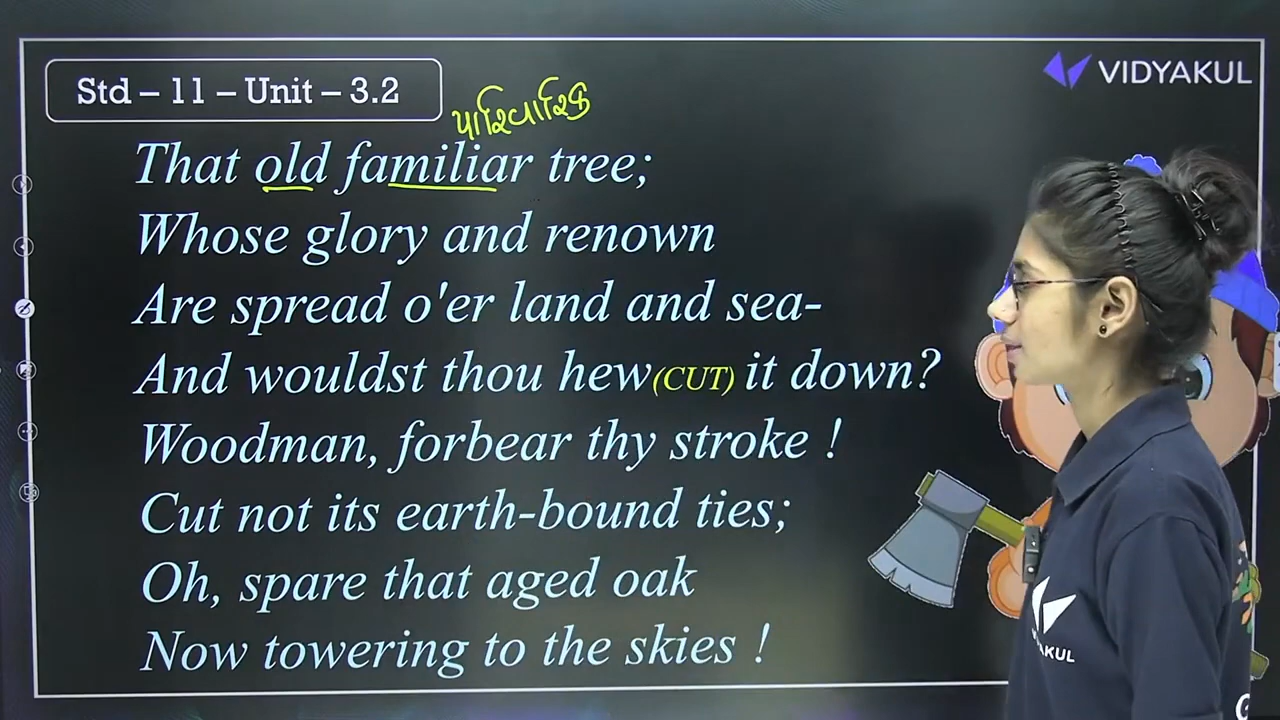 Std – 11 – Unit – 3.2
VIDYAKUL
પારિવારિક
That old familiar tree;
Whose glory and renown
Are spread o'er land and sea-
And wouldst thou hew(CUT) it down?
Woodman, forbear thy stroke !
Cut not its earth-bound ties;
Oh, spare that aged oak
Now towering to the skies !